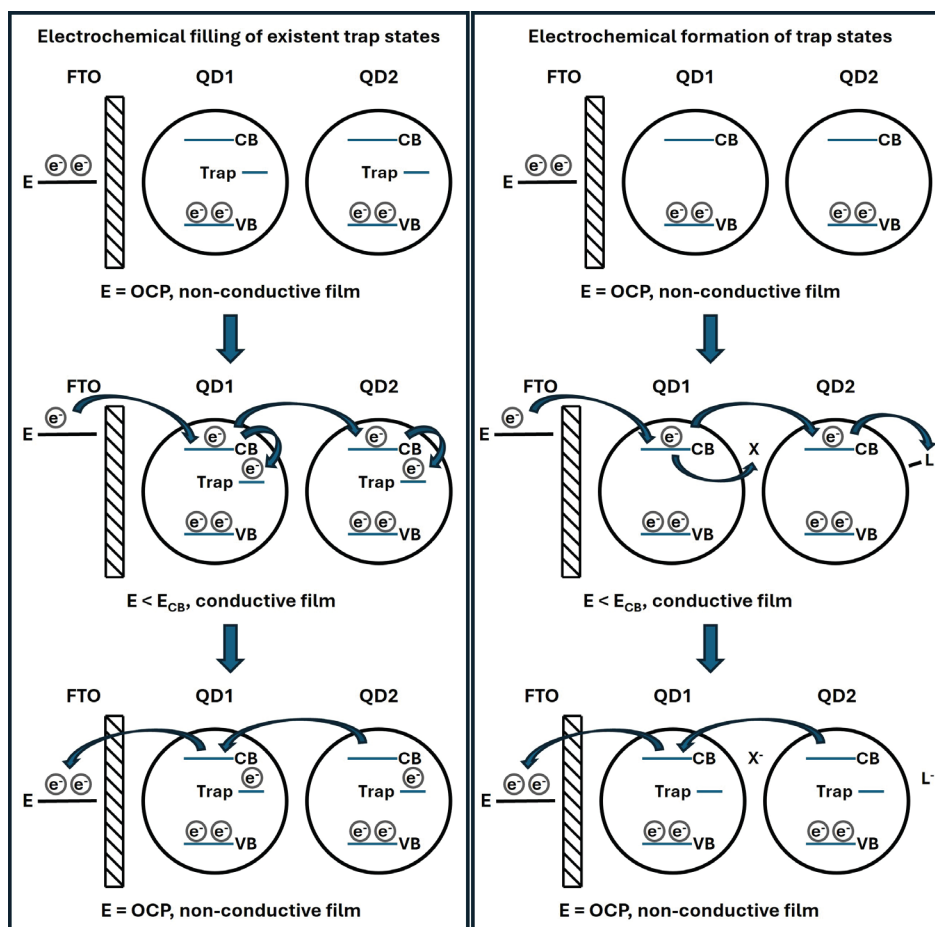 Electrochemical filling of existent trap states
FTO QD1 QD2
e⁻ e⁻ CB CB
E Trap Trap
e⁻ e⁻ VB e⁻ e⁻ VB
E = OCP, non-conductive film
FTO QD1 QD2
e⁻ e⁻ e⁻
E CB CB
e⁻ e⁻
Trap Trap
e⁻ e⁻ VB e⁻ e⁻ VB
E < E_CB, conductive film
FTO QD1 QD2
CB CB
e⁻ e⁻ e⁻ e⁻
E Trap Trap
e⁻ e⁻ VB e⁻ e⁻ VB
E = OCP, non-conductive film
Electrochemical formation of trap states
FTO QD1 QD2
CB CB
e⁻ e⁻
E
e⁻ e⁻ VB e⁻ e⁻ VB
E = OCP, non-conductive film
FTO QD1 QD2
e⁻ e⁻ e⁻
E CB X CB L
e⁻ e⁻ VB e⁻ e⁻ VB
E < E_CB, conductive film
FTO QD1 QD2
CB X⁻ CB
e⁻ e⁻ L⁻
E Trap Trap
e⁻ e⁻ VB e⁻ e⁻ VB
E = OCP, non-conductive film